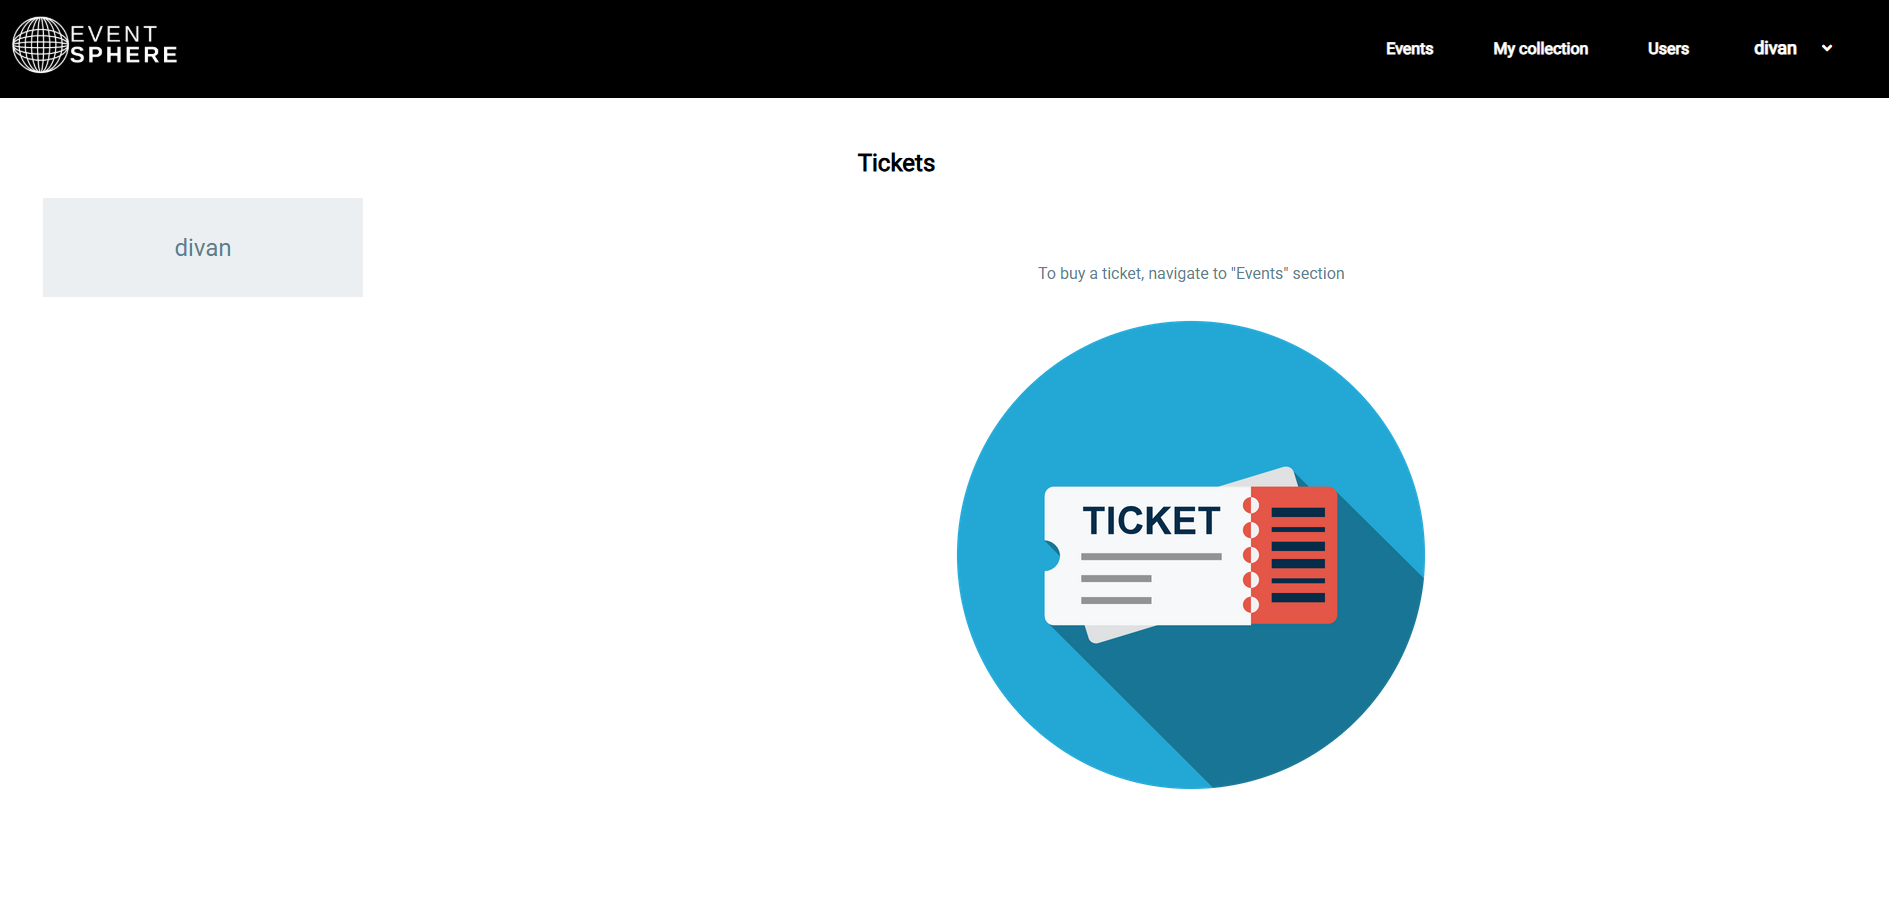 EVENT
SPHERE
Events
My collection
Users
divan
Tickets
divan
To buy a ticket, navigate to "Events" section
TICKET